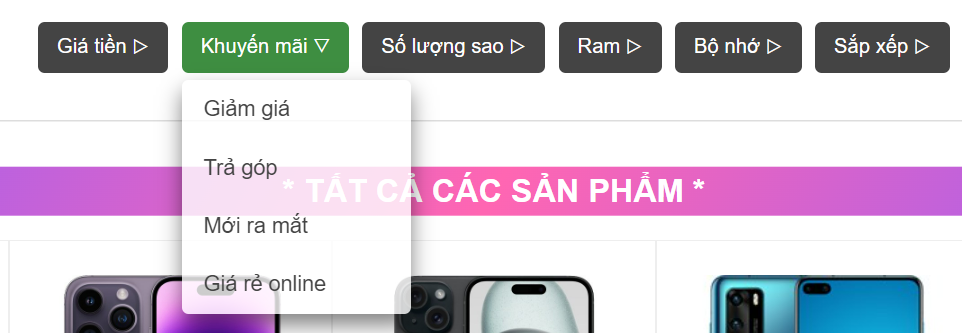 Giá tiền ▷ Khuyến mãi ▽ Số lượng sao ▷ Ram ▷ Bộ nhớ ▷ Sắp xếp ▷
Giảm giá
Trả góp
* TẤT CẢ CÁC SẢN PHẨM *
Mới ra mắt
Giá rẻ online